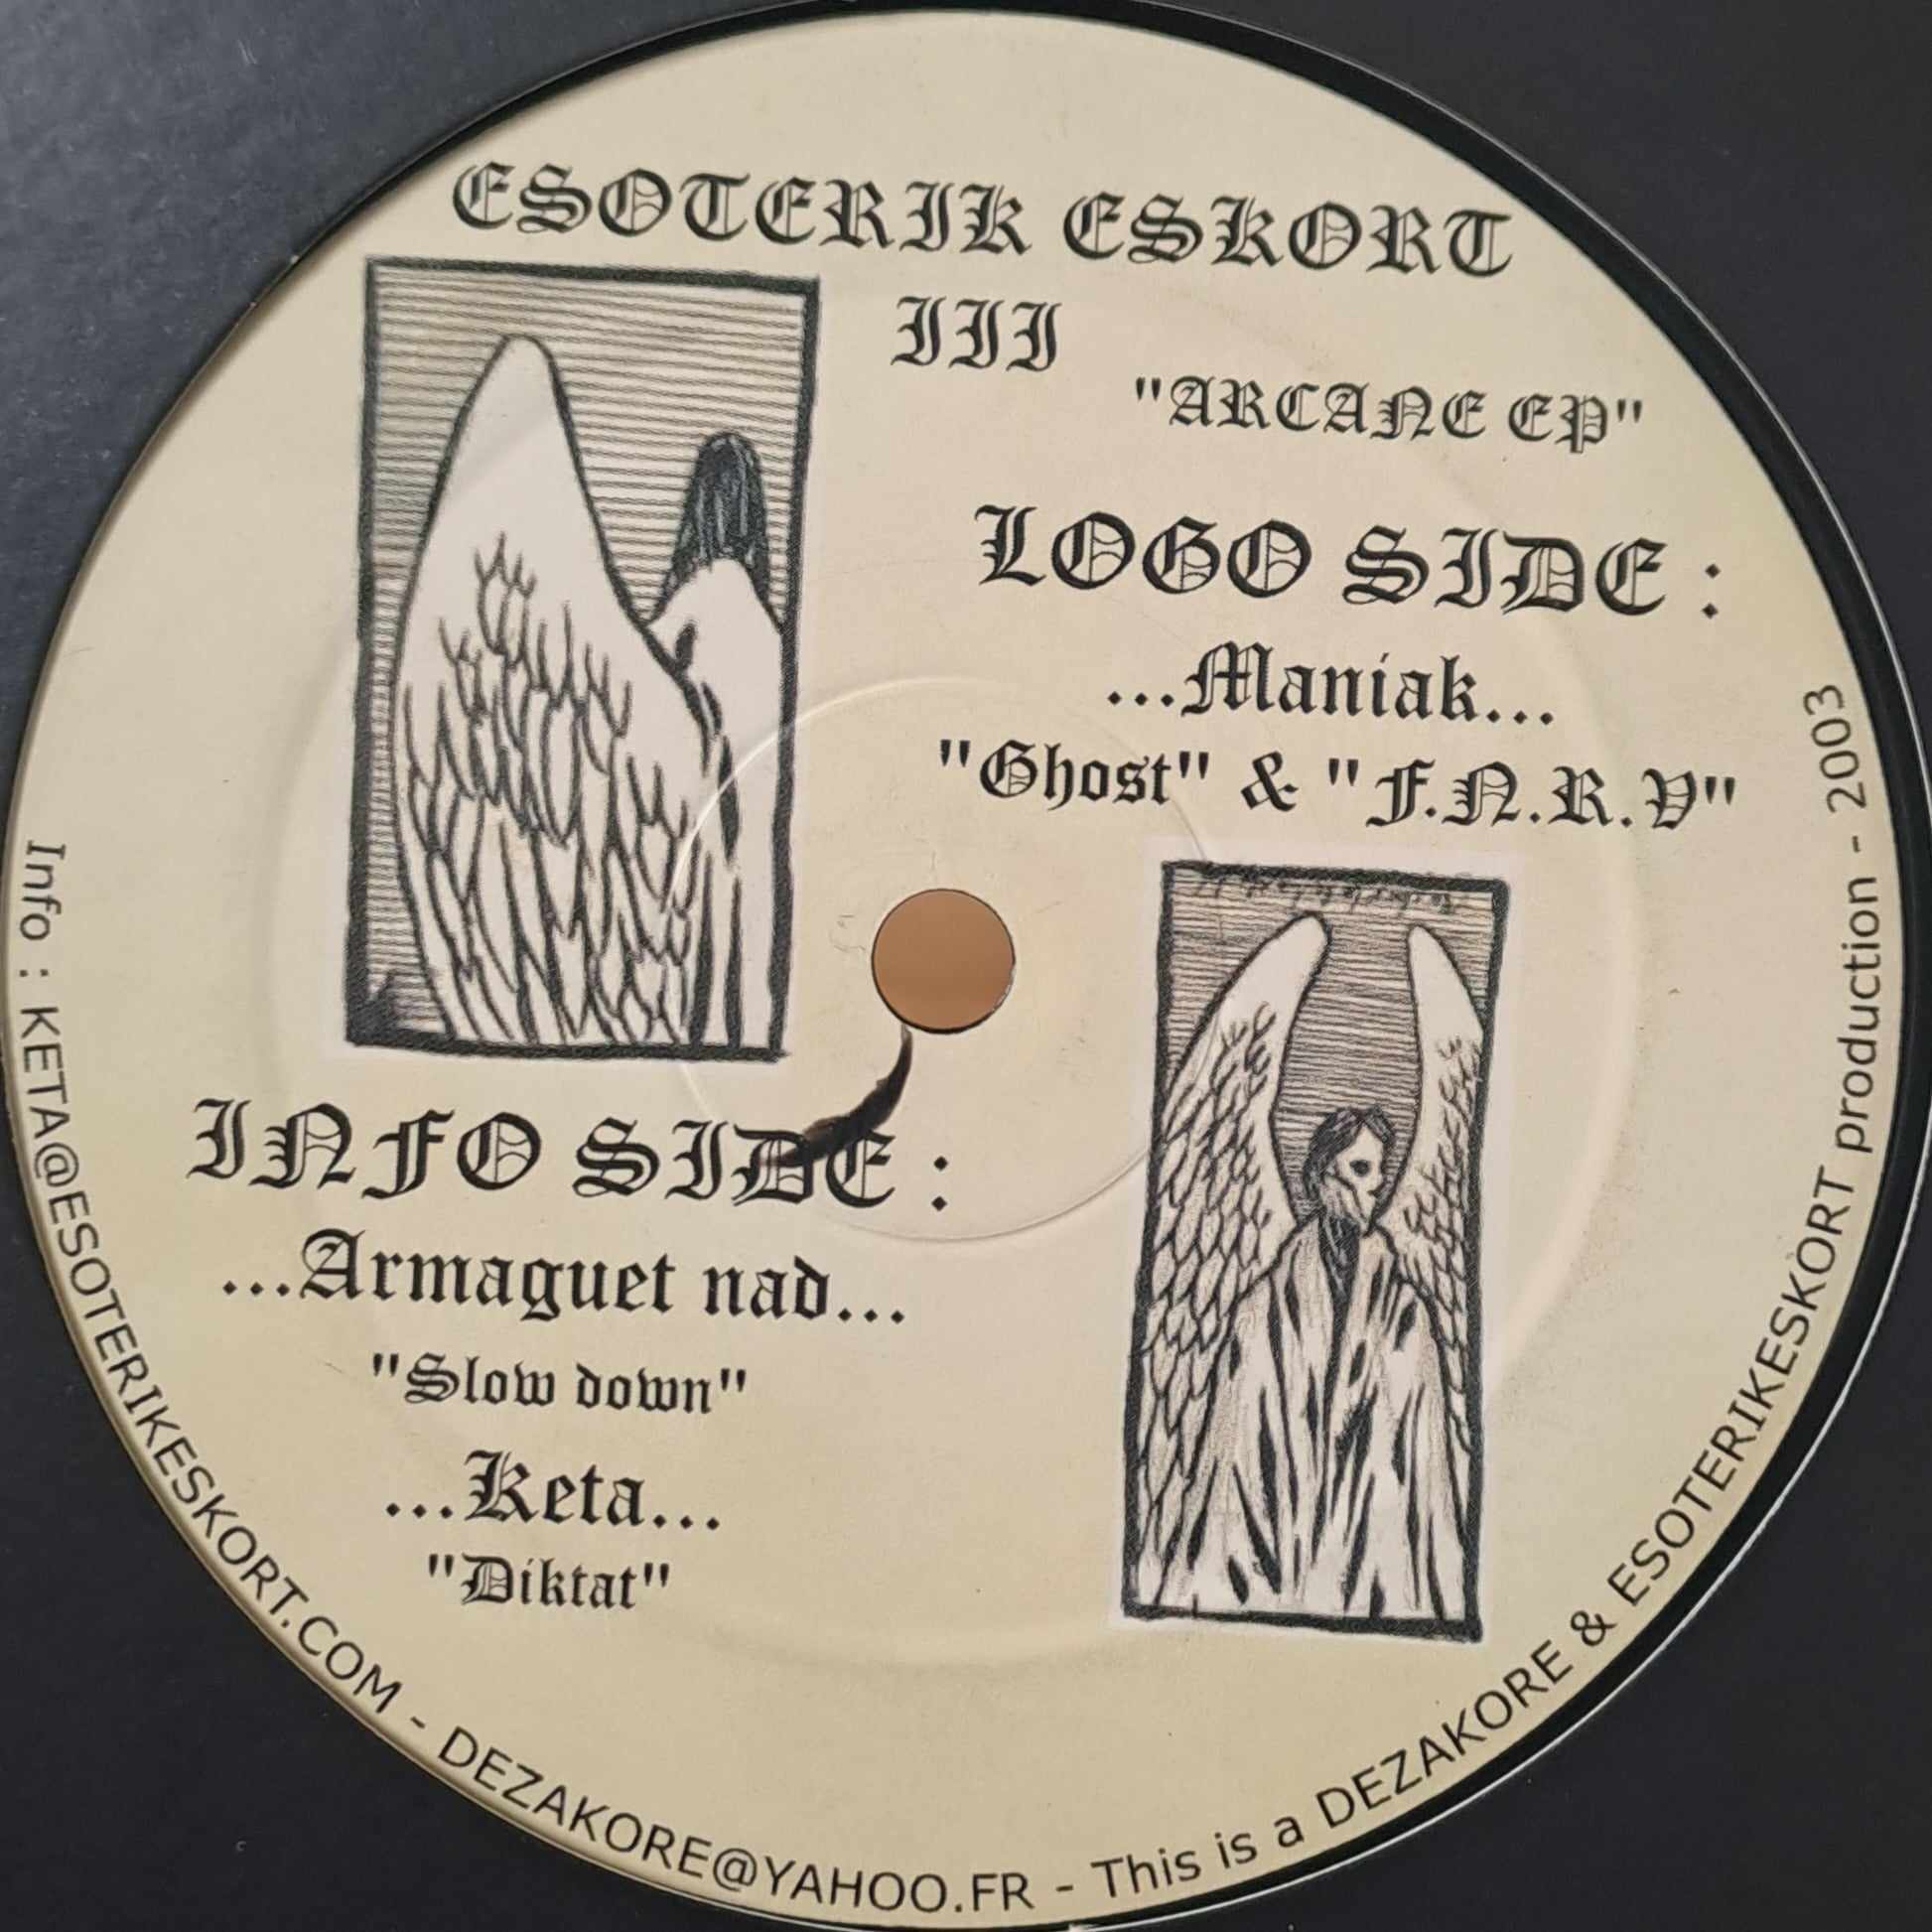 ESOTERIK ESKORT
III
"ARCANE EP"
LOGO SIDE :
...Maniak...
"Ghost" & "F.N.R.V"
INFO SIDE :
...Armaguet nad...
"Slow down"
...Keta...
"Diktat"
Info : KETA@ESOTERIKESKORT.COM - DEZAKORE@YAHOO.FR - This is a DEZAKORE & ESOTERIKESKORT production - 2003